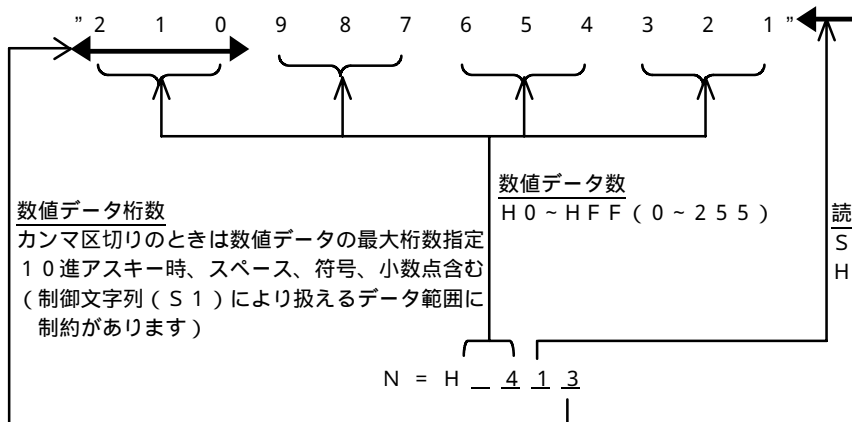 ”２ １ ０ ９ ８ ７ ６ ５ ４ ３ ２ １”
数値データ数
Ｈ０～ＨＦＦ（０～２５５）
数値データ桁数
カンマ区切りのときは数値データの最大桁数指定
１０進アスキー時、スペース、符号、小数点含む
（制御文字列（Ｓ１）により扱えるデータ範囲に
制約があります）
読
Ｓ
Ｈ
Ｎ ＝ Ｈ ＿ ４ １ ３